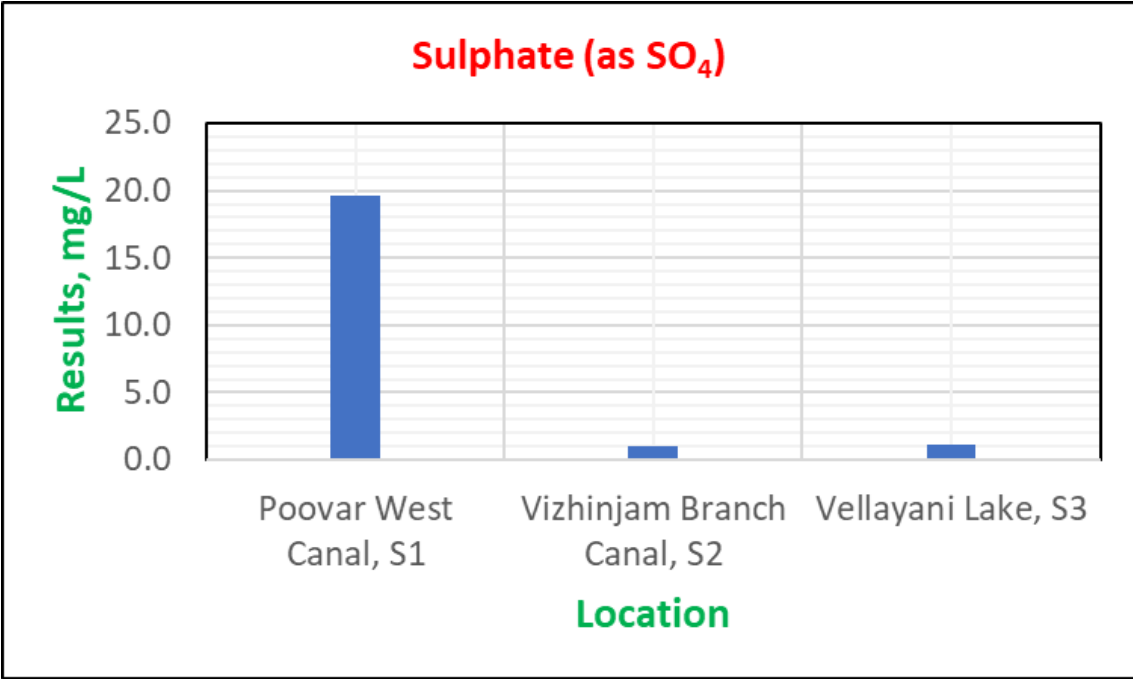 Sulphate (as SO₄)
Results, mg/L
25.0
20.0
15.0
10.0
5.0
0.0
Poovar West
Canal, S1
Vizhinjam Branch
Canal, S2
Vellayani Lake, S3
Location